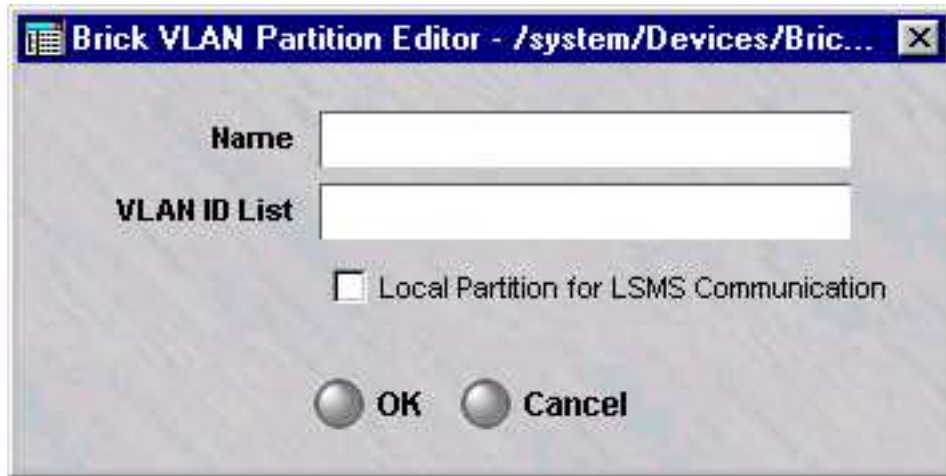 Brick VLAN Partition Editor - /system/Devices/Bric...
Name
VLAN ID List
Local Partition for LSMS Communication
OK Cancel